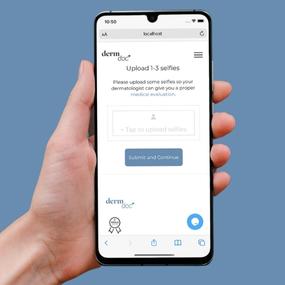 10:50
AA localhost
derm
doc
Upload 1-3 selfies
Please upload some selfies so your
dermatologist can give you a proper
medical evaluation.
+ Tap to upload selfies
Submit and Continue
derm
doc